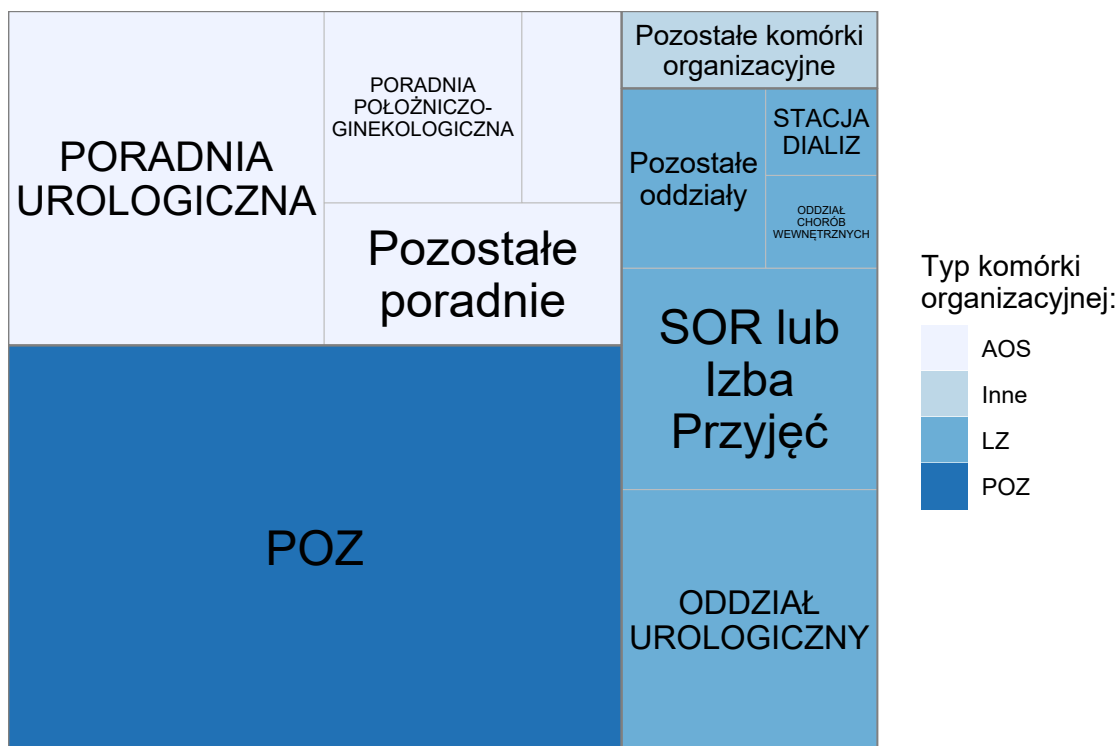 PORADNIA
UROLOGICZNA
PORADNIA
POŁOŻNICZO-
GINEKOLOGICZNA
Pozostałe
poradnie
POZ
Pozostałe komórki
organizacyjne
Pozostałe
oddziały
STACJA
DIALIZ
ODDZIAŁ
CHORÓB
WEWNĘTRZNYCH
SOR lub
Izba
Przyjęć
ODDZIAŁ
UROLOGICZNY
Typ komórki
organizacyjnej:
AOS
Inne
LZ
POZ